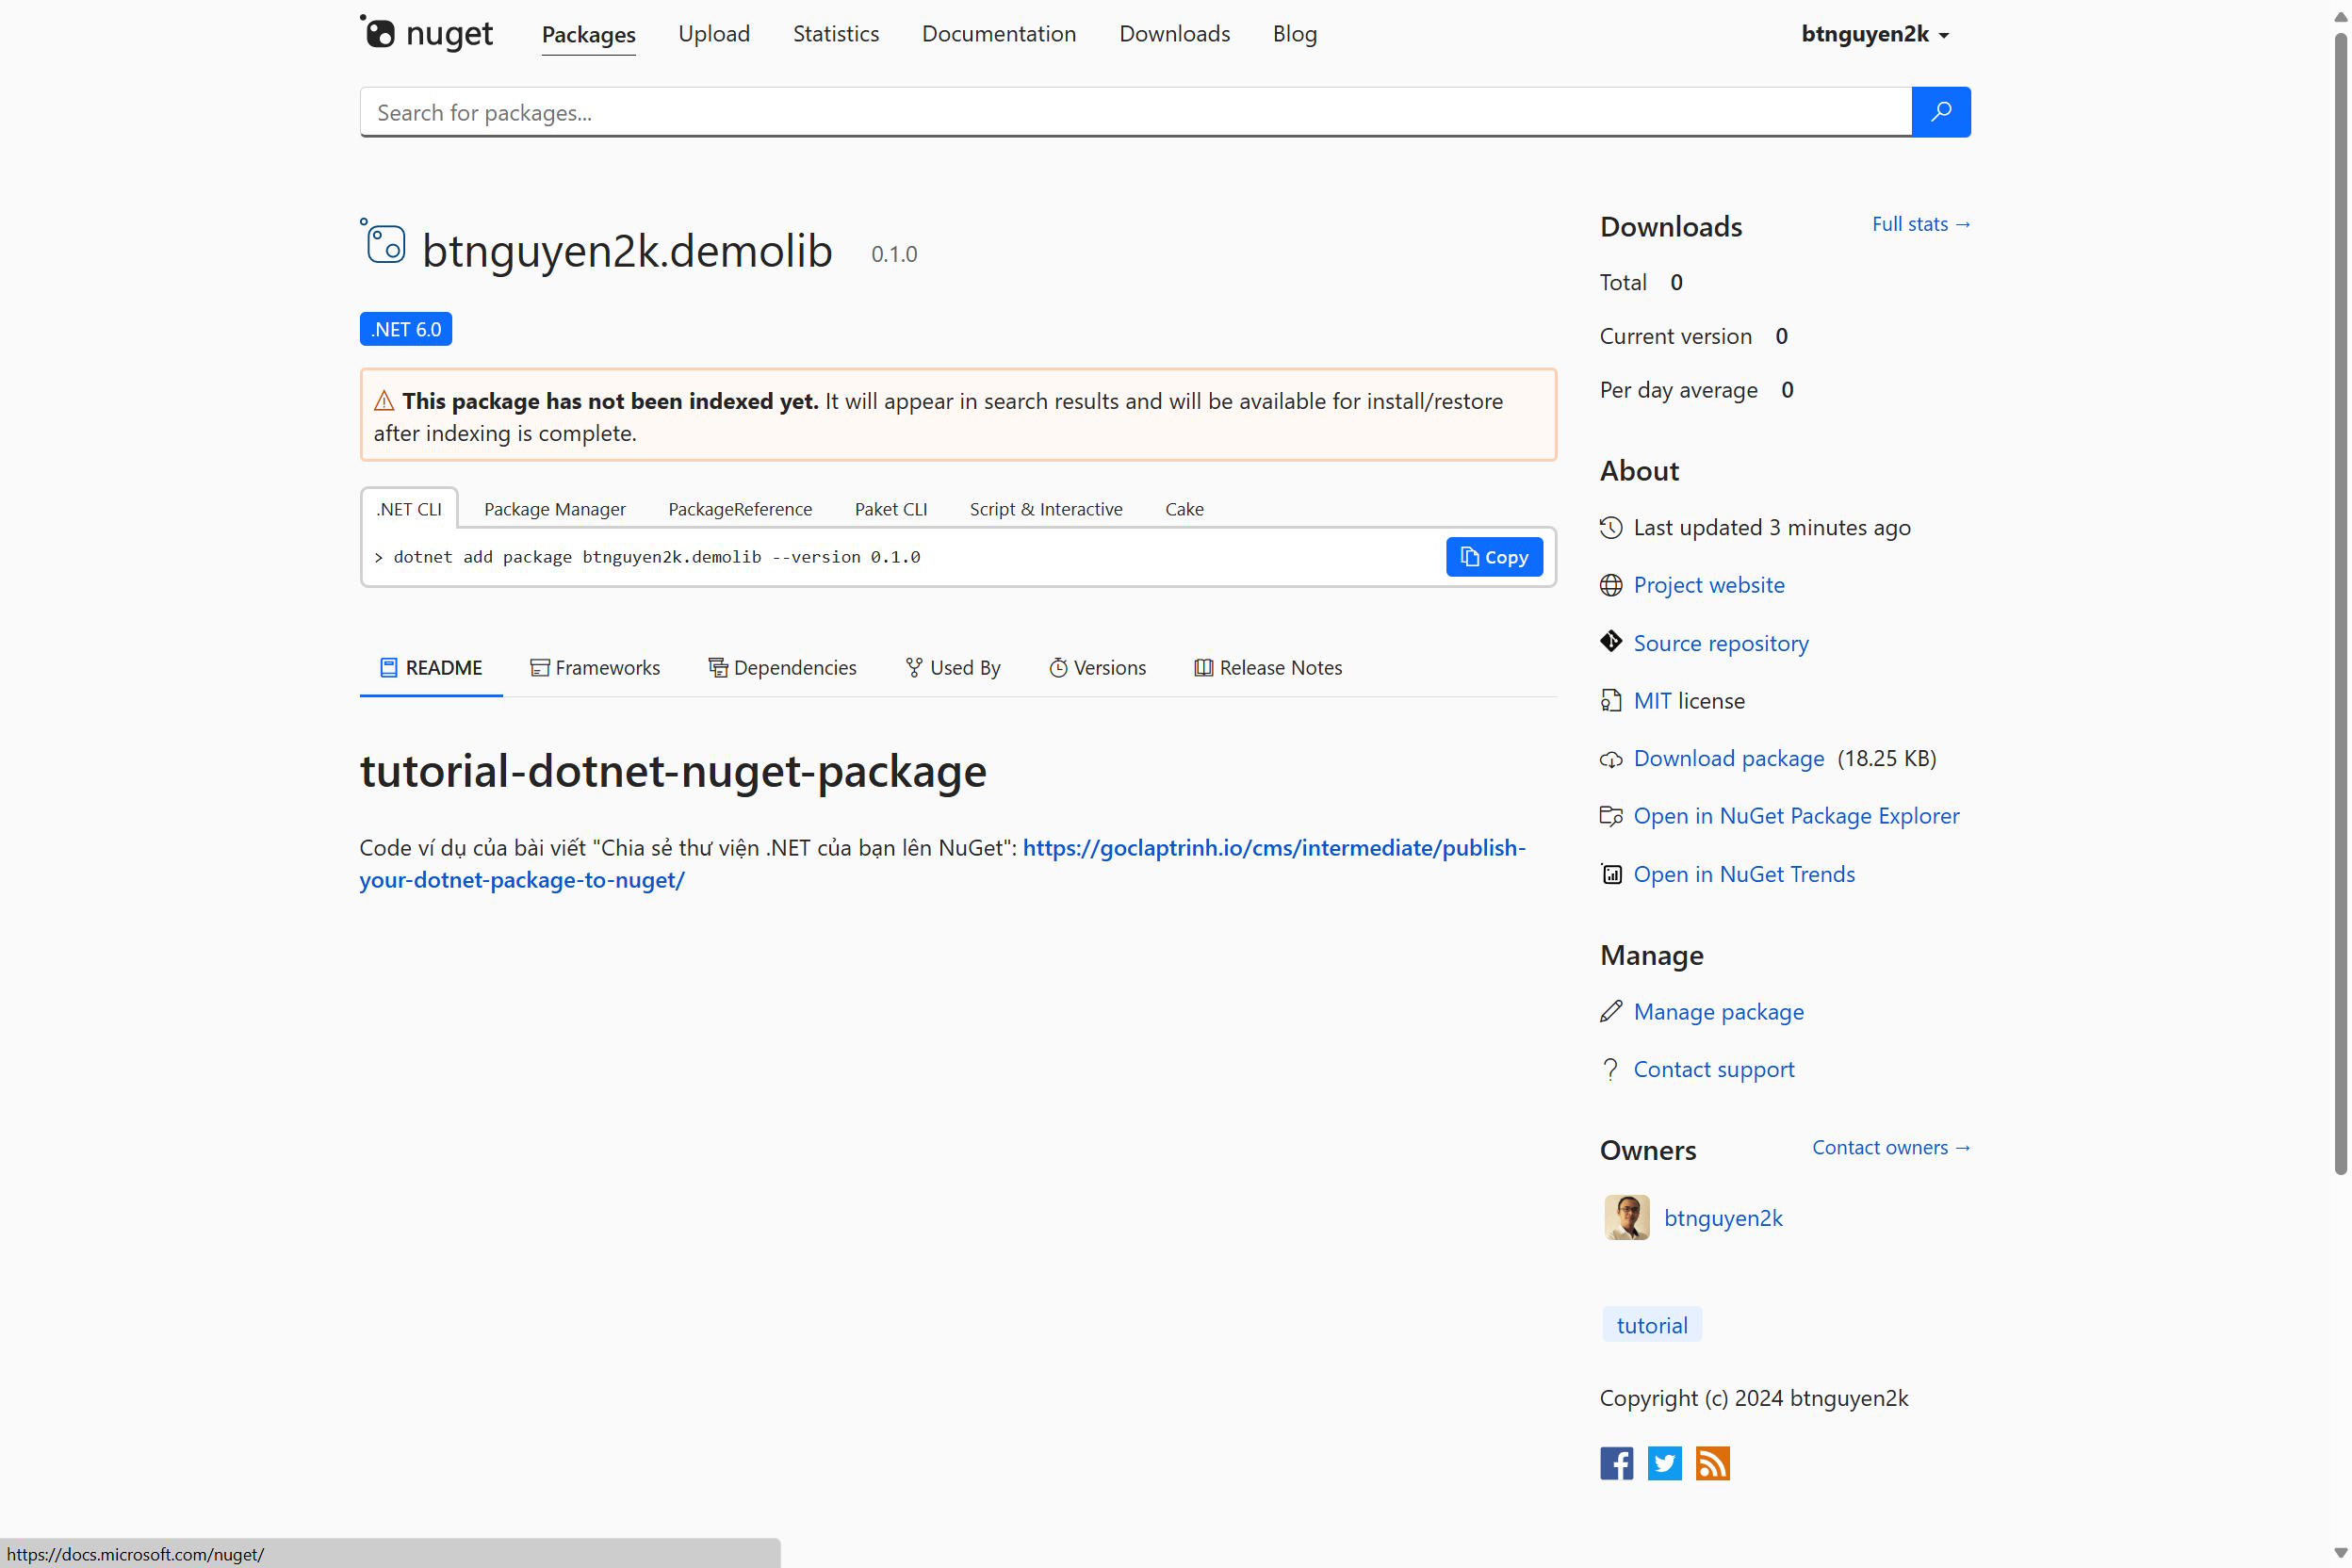 nuget
Packages
Upload
Statistics
Documentation
Downloads
Blog
btnguyen2k
Search for packages...
btnguyen2k.demolib 0.1.0
.NET 6.0
This package has not been indexed yet. It will appear in search results and will be available for install/restore
after indexing is complete.
.NET CLI
Package Manager
PackageReference
Paket CLI
Script & Interactive
Cake
> dotnet add package btnguyen2k.demolib --version 0.1.0
Copy
README
Frameworks
Dependencies
Used By
Versions
Release Notes
tutorial-dotnet-nuget-package
Code ví dụ của bài viết "Chia sẻ thư viện .NET của bạn lên NuGet": https://goclaptrinh.io/cms/intermediate/publish-
your-dotnet-package-to-nuget/
Downloads
Full stats →
Total 0
Current version 0
Per day average 0
About
Last updated 3 minutes ago
Project website
Source repository
MIT license
Download package (18.25 KB)
Open in NuGet Package Explorer
Open in NuGet Trends
Manage
Manage package
Contact support
Owners
Contact owners →
btnguyen2k
tutorial
Copyright (c) 2024 btnguyen2k
https://docs.microsoft.com/nuget/